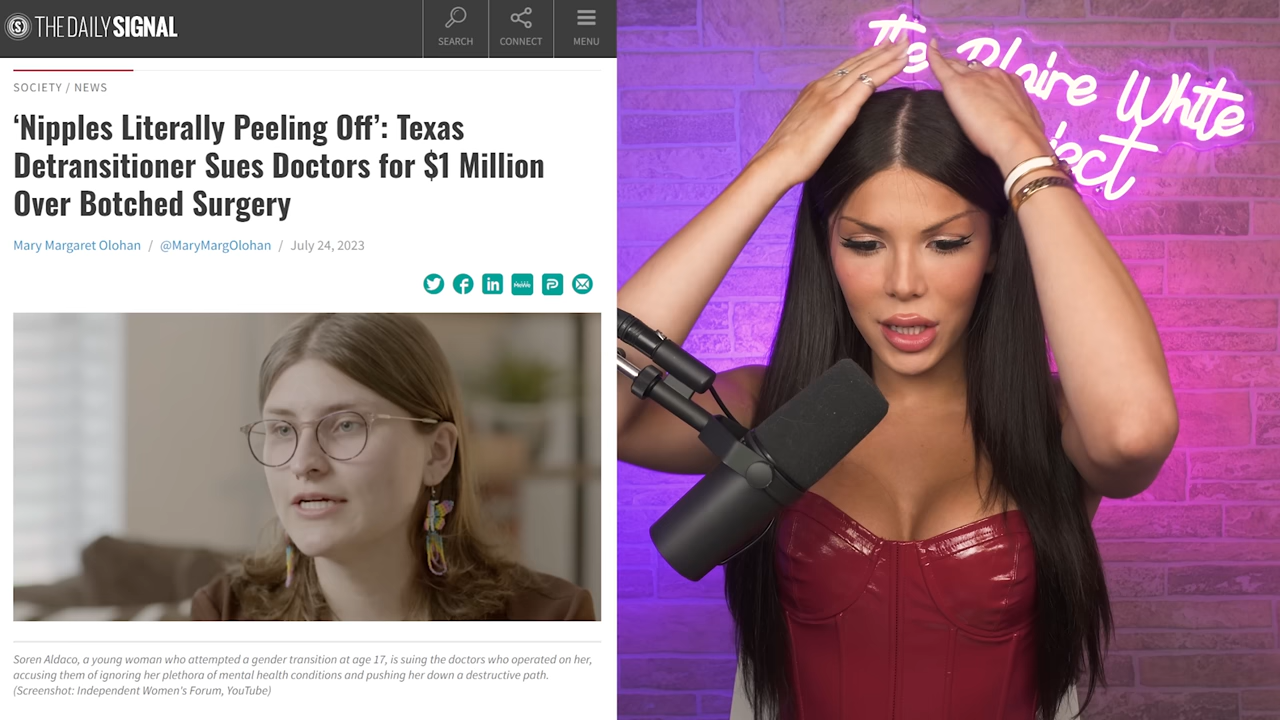 THE DAILY SIGNAL
SEARCH
CONNECT
MENU
SOCIETY / NEWS
‘Nipples Literally Peeling Off’: Texas
Detransitioner Sues Doctors for $1 Million
Over Botched Surgery
Mary Margaret Olohan / @MaryMargOlohan / July 24, 2023
MeWe
Soren Aldaco, a young woman who attempted a gender transition at age 17, is suing the doctors who operated on her,
accusing them of ignoring her plethora of mental health conditions and pushing her down a destructive path.
(Screenshot: Independent Women's Forum, YouTube)
The Blaire White
ject